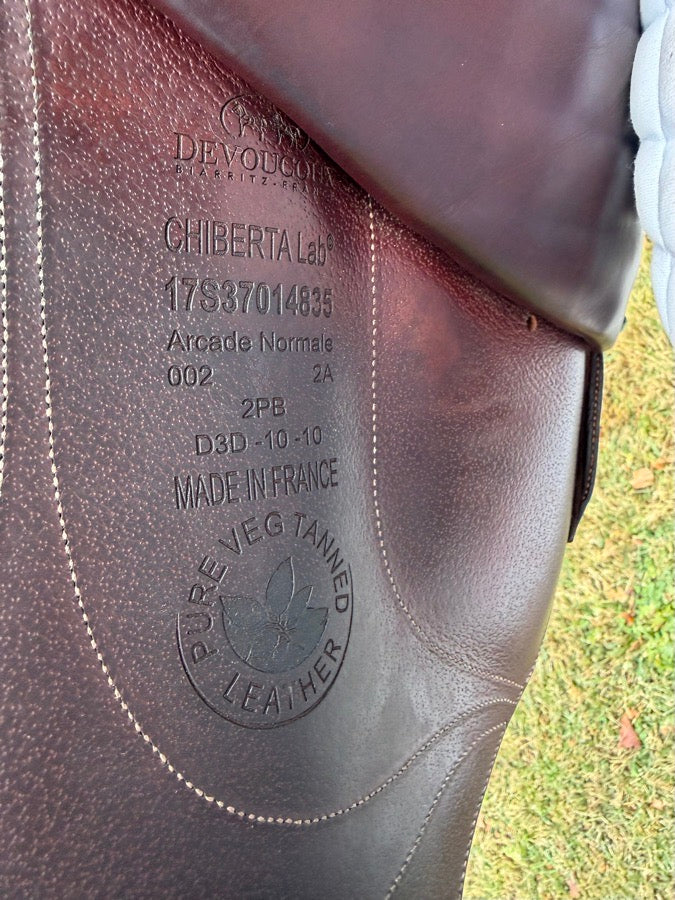 DEVOUCOUX
BIARRITZ-FRAN
CHIBERTA Lab®
17S37014835
Arcade Normale
002 2A
2PB
D3D -10 -10
MADE IN FRANCE
PURE VEG TANNED
LEATHER